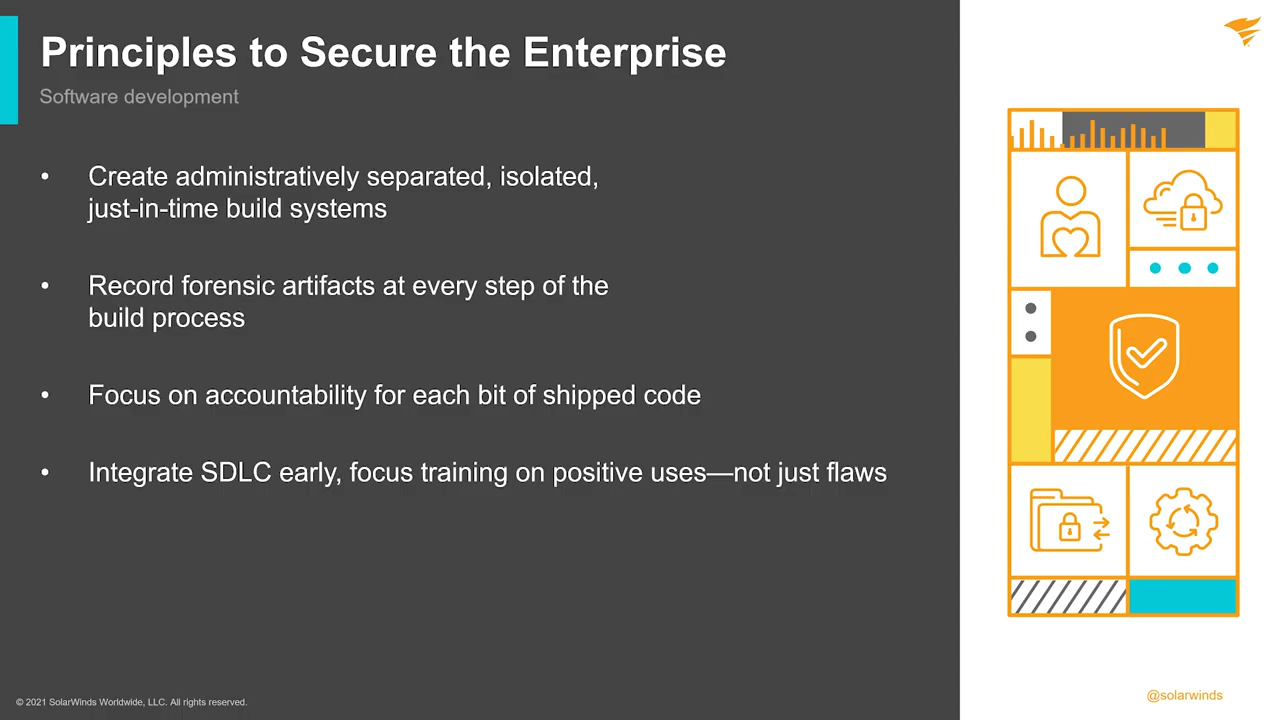 Principles to Secure the Enterprise
Software development
• Create administratively separated, isolated,
just-in-time build systems
• Record forensic artifacts at every step of the
build process
• Focus on accountability for each bit of shipped code
• Integrate SDLC early, focus training on positive uses—not just flaws
© 2021 SolarWinds Worldwide, LLC. All rights reserved.
@solarwinds